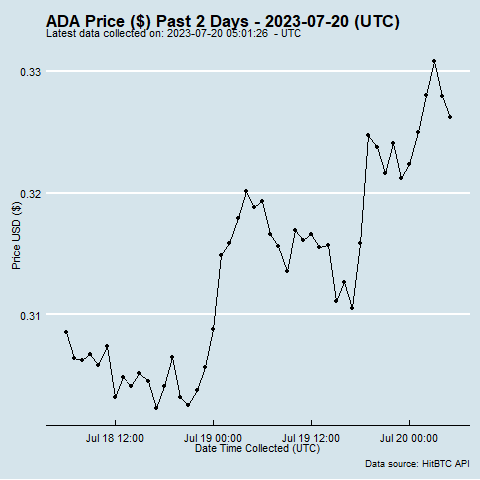 ADA Price ($) Past 2 Days - 2023-07-20 (UTC)
Latest data collected on: 2023-07-20 05:01:26 - UTC
0.33
0.32
0.31
Price USD ($)
Jul 18 12:00 Jul 19 00:00 Jul 19 12:00 Jul 20 00:00
Date Time Collected (UTC)
Data source: HitBTC API